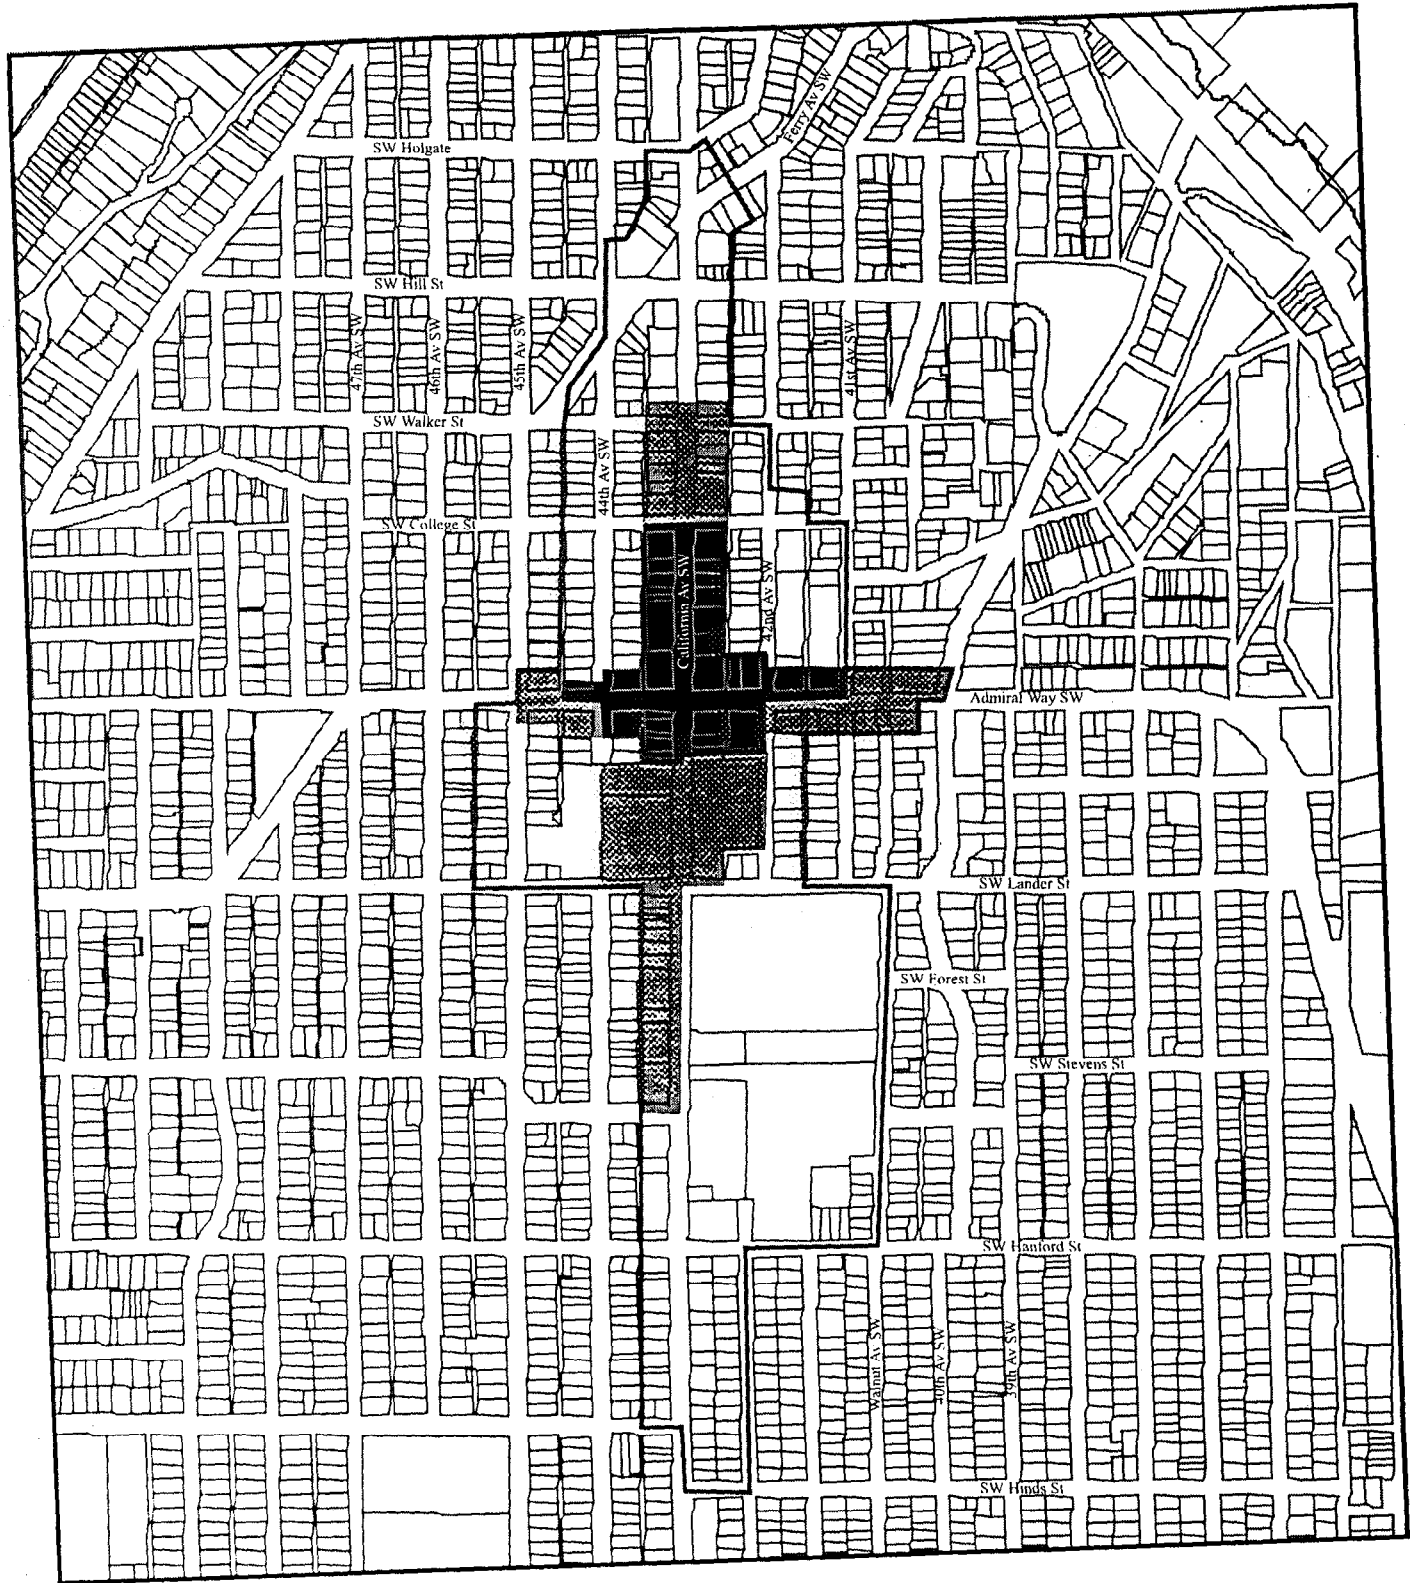 Ferry Av SW
SW Holgate
SW Hill St
47th Av SW
46th Av SW
45th Av SW
41st Av SW
SW Walker St
44th Av SW
SW College St
California Av SW
42nd Av SW
Admiral Way SW
SW Lander St
SW Forest St
SW Stevens St
SW Hanford St
Walnut Av SW
40th Av SW
39th Av SW
SW Hinds St